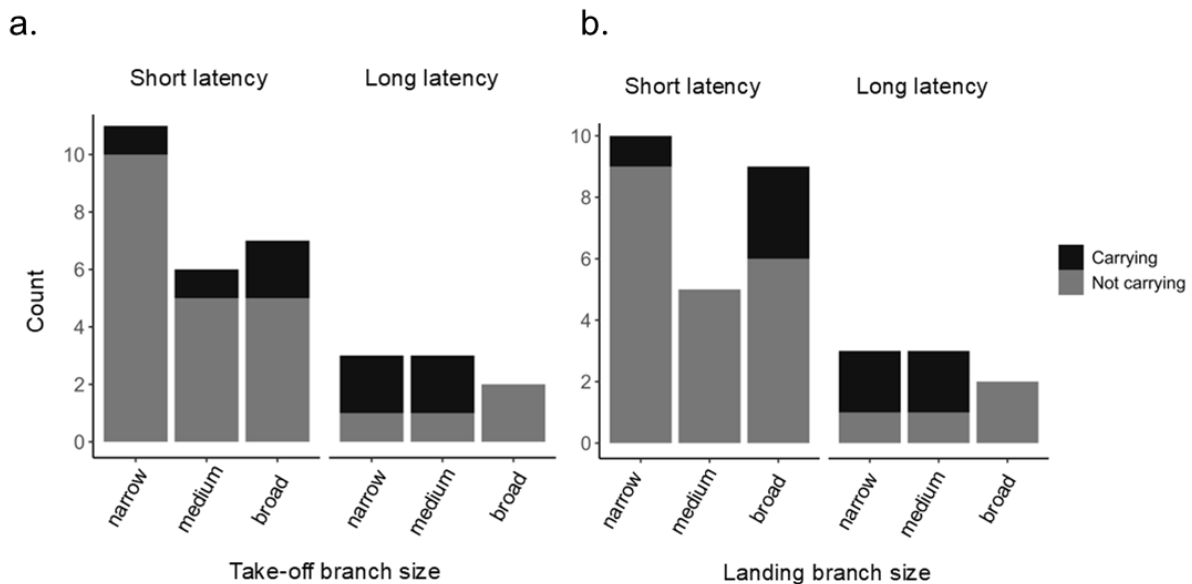 a.
Short latency
Long latency
Count
10
8
6
4
2
0
narrow
medium
broad
narrow
medium
broad
Take-off branch size
b.
Short latency
Long latency
10
8
6
4
2
0
narrow
medium
broad
narrow
medium
broad
Landing branch size
Carrying
Not carrying